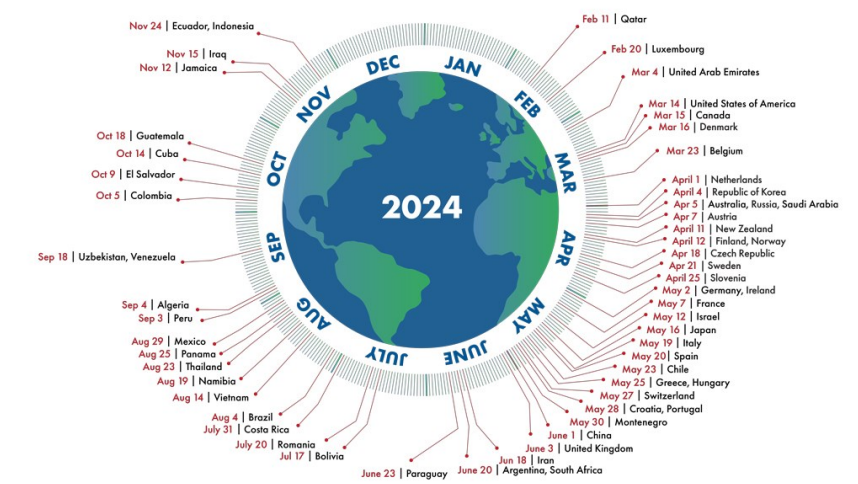 Feb 11 | Qatar
Feb 20 | Luxembourg
Mar 4 | United Arab Emirates
Mar 14 | United States of America
Mar 15 | Canada
Mar 16 | Denmark
Mar 23 | Belgium
April 1 | Netherlands
April 4 | Republic of Korea
Apr 5 | Australia, Russia, Saudi Arabia
Apr 7 | Austria
April 11 | New Zealand
April 12 | Finland, Norway
Apr 18 | Czech Republic
Apr 21 | Sweden
April 25 | Slovenia
May 2 | Germany, Ireland
May 7 | France
May 12 | Israel
May 16 | Japan
May 19 | Italy
May 20| Spain
May 23 | Chile
May 25 | Greece, Hungary
May 27 | Switzerland
May 28 | Croatia, Portugal
May 30 | Montenegro
June 1 | China
June 3 | United Kingdom
Jun 18 | Iran
June 20 | Argentina, South Africa
June 23 | Paraguay
Jul 17 | Bolivia
July 20 | Romania
July 31 | Costa Rica
Aug 4 | Brazil
Aug 14 | Vietnam
Aug 19 | Namibia
Aug 23 | Thailand
Aug 25 | Panama
Aug 29 | Mexico
Sep 3 | Peru
Sep 4 | Algeria
Sep 18 | Uzbekistan, Venezuela
Oct 5 | Colombia
Oct 9 | El Salvador
Oct 14 | Cuba
Oct 18 | Guatemala
Nov 12 | Jamaica
Nov 15 | Iraq
Nov 24 | Ecuador, Indonesia
JAN
FEB
MAR
APR
MAY
JUNE
JULY
AUG
SEP
OCT
NOV
DEC
2024